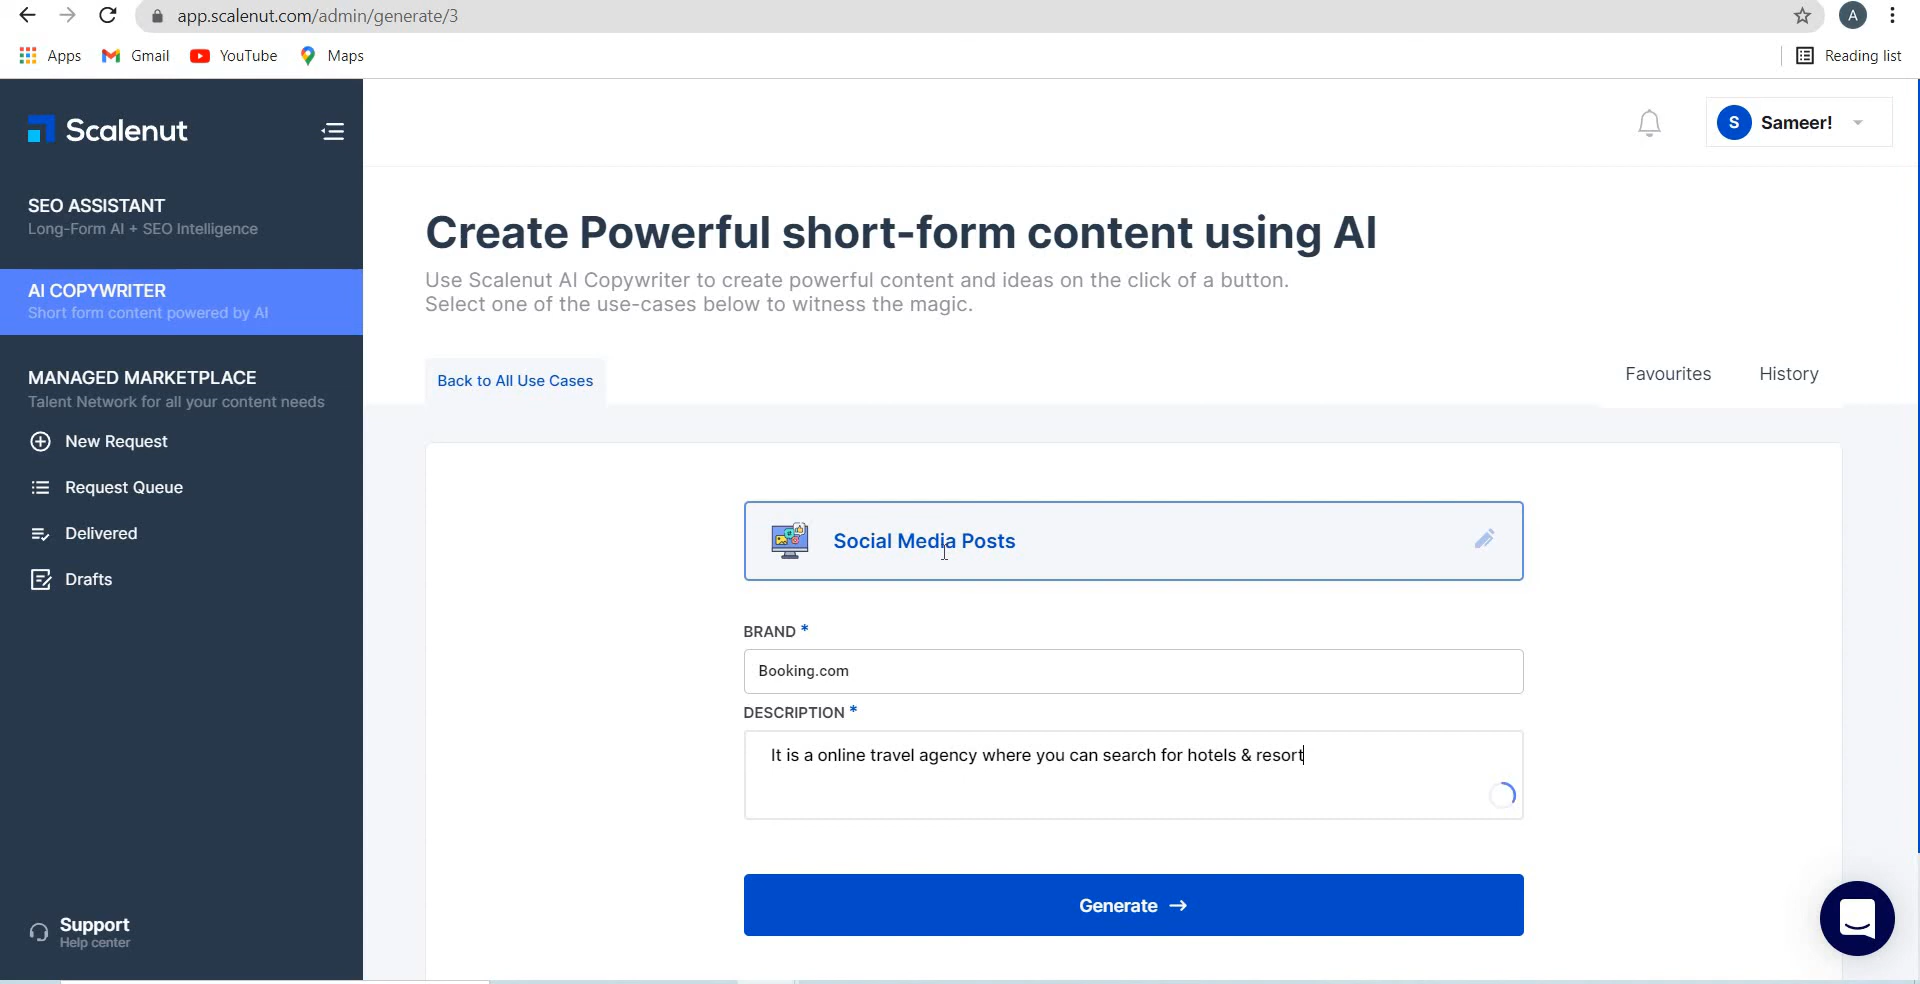 app.scalenut.com/admin/generate/3
A
Apps
Gmail
YouTube
Maps
Reading list
Scalenut
S
Sameer!
SEO ASSISTANT
Long-Form AI + SEO Intelligence
AI COPYWRITER
Short form content powered by AI
MANAGED MARKETPLACE
Talent Network for all your content needs
New Request
Request Queue
Delivered
Drafts
Support
Help center
Create Powerful short-form content using AI
Use Scalenut AI Copywriter to create powerful content and ideas on the click of a button.
Select one of the use-cases below to witness the magic.
Back to All Use Cases
Favourites
History
Social Media Posts
BRAND *
Booking.com
DESCRIPTION *
It is a online travel agency where you can search for hotels & resort
Generate →